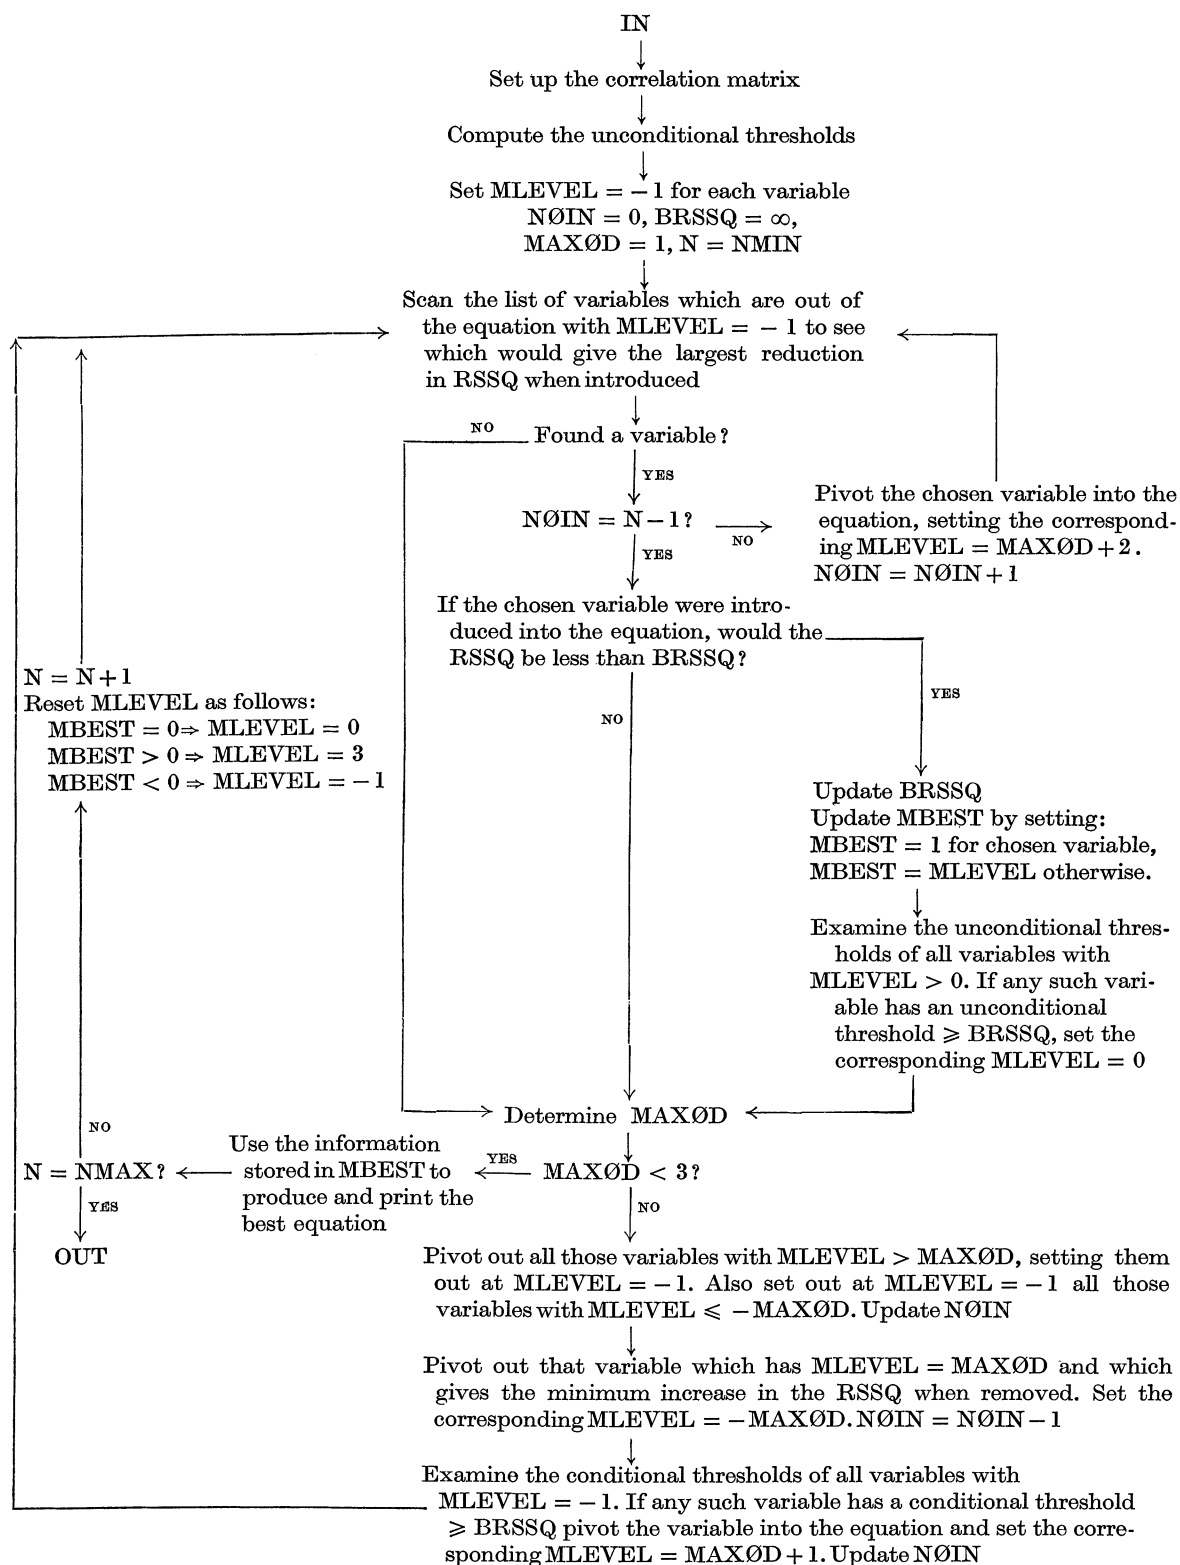 IN
Set up the correlation matrix
Compute the unconditional thresholds
Set MLEVEL = −1 for each variable
NØIN = 0, BRSSQ = ∞,
MAXØD = 1, N = NMIN
Scan the list of variables which are out of
the equation with MLEVEL = − 1 to see
which would give the largest reduction
in RSSQ when introduced
NO
Found a variable?
YES
NØIN = N−1?
NO
YES
Pivot the chosen variable into the
equation, setting the correspond-
ing MLEVEL = MAXØD+2.
NØIN = NØIN+1
If the chosen variable were intro-
duced into the equation, would the
RSSQ be less than BRSSQ?
YES
NO
N = N+1
Reset MLEVEL as follows:
MBEST = 0⇒ MLEVEL = 0
MBEST > 0 ⇒ MLEVEL = 3
MBEST < 0 ⇒ MLEVEL = −1
Update BRSSQ
Update MBEST by setting:
MBEST = 1 for chosen variable,
MBEST = MLEVEL otherwise.
Examine the unconditional thres-
holds of all variables with
MLEVEL > 0. If any such vari-
able has an unconditional
threshold ⩾ BRSSQ, set the
corresponding MLEVEL = 0
Determine MAXØD
MAXØD < 3?
YES
NO
Use the information
stored in MBEST to
produce and print the
best equation
NO
N = NMAX?
YES
OUT
Pivot out all those variables with MLEVEL > MAXØD, setting them
out at MLEVEL = −1. Also set out at MLEVEL = −1 all those
variables with MLEVEL ⩽ −MAXØD. Update NØIN
Pivot out that variable which has MLEVEL = MAXØD and which
gives the minimum increase in the RSSQ when removed. Set the
corresponding MLEVEL = −MAXØD. NØIN = NØIN−1
Examine the conditional thresholds of all variables with
MLEVEL = −1. If any such variable has a conditional threshold
⩾ BRSSQ pivot the variable into the equation and set the corre-
sponding MLEVEL = MAXØD+1. Update NØIN